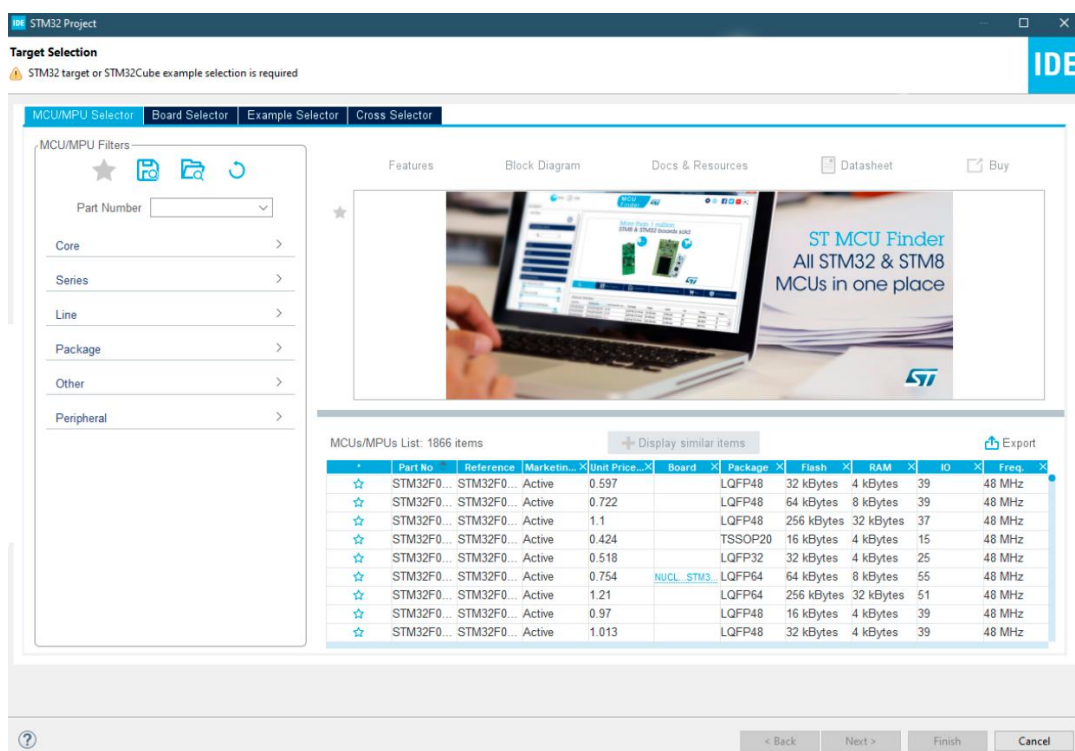 IDE STM32 Project
Target Selection
STM32 target or STM32Cube example selection is required
IDE
MCU/MPU Selector Board Selector Example Selector Cross Selector
MCU/MPU Filters
Part Number
Core
Series
Line
Package
Other
Peripheral
Features Block Diagram Docs & Resources Datasheet Buy
MCU Finder
ST MCU Finder
All STM32 & STM8
MCUs in one place
ST
MCUs/MPUs List: 1866 items Display similar items Export
* Part No Reference Marketin... Unit Price... Board Package Flash RAM IO Freq.
STM32F0... STM32F0... Active 0.597 LQFP48 32 kBytes 4 kBytes 39 48 MHz
STM32F0... STM32F0... Active 0.722 LQFP48 64 kBytes 8 kBytes 39 48 MHz
STM32F0... STM32F0... Active 1.1 LQFP48 256 kBytes 32 kBytes 37 48 MHz
STM32F0... STM32F0... Active 0.424 TSSOP20 16 kBytes 4 kBytes 15 48 MHz
STM32F0... STM32F0... Active 0.518 LQFP32 32 kBytes 4 kBytes 25 48 MHz
STM32F0... STM32F0... Active 0.754 NUCL... STM3... LQFP64 64 kBytes 8 kBytes 55 48 MHz
STM32F0... STM32F0... Active 1.21 LQFP64 256 kBytes 32 kBytes 51 48 MHz
STM32F0... STM32F0... Active 0.97 LQFP48 16 kBytes 4 kBytes 39 48 MHz
STM32F0... STM32F0... Active 1.013 LQFP48 32 kBytes 4 kBytes 39 48 MHz
? < Back Next > Finish Cancel